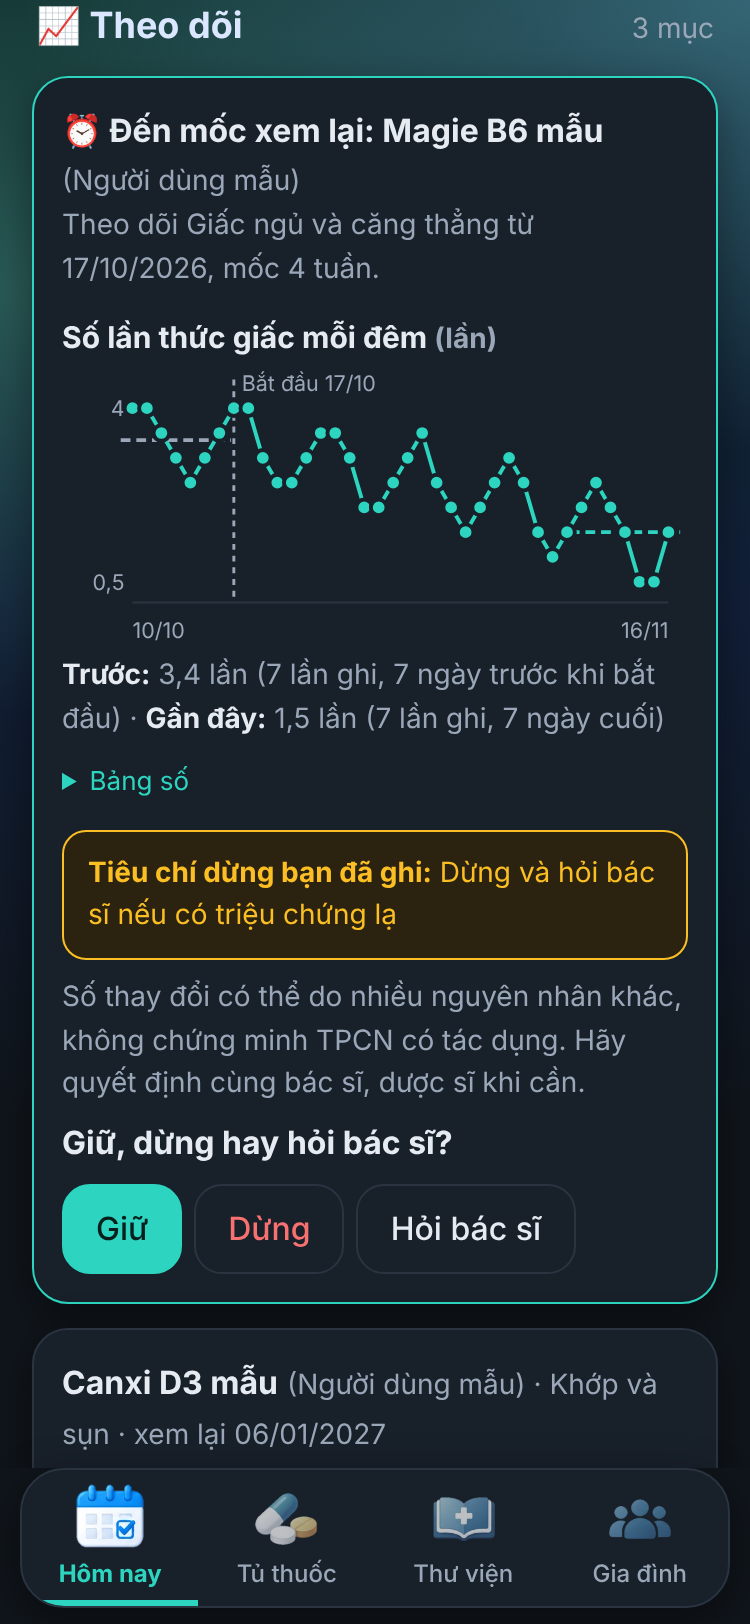 Theo dõi
3 mục
Đến mốc xem lại: Magie B6 mẫu
(Người dùng mẫu)
Theo dõi Giấc ngủ và căng thẳng từ
17/10/2026, mốc 4 tuần.
Số lần thức giấc mỗi đêm (lần)
Bắt đầu 17/10
4
0,5
10/10
16/11
Trước: 3,4 lần (7 lần ghi, 7 ngày trước khi bắt
đầu) · Gần đây: 1,5 lần (7 lần ghi, 7 ngày cuối)
Bảng số
Tiêu chí dừng bạn đã ghi: Dừng và hỏi bác
sĩ nếu có triệu chứng lạ
Số thay đổi có thể do nhiều nguyên nhân khác,
không chứng minh TPCN có tác dụng. Hãy
quyết định cùng bác sĩ, dược sĩ khi cần.
Giữ, dừng hay hỏi bác sĩ?
Giữ
Dừng
Hỏi bác sĩ
Canxi D3 mẫu (Người dùng mẫu) · Khớp và
sụn · xem lại 06/01/2027
Hôm nay
Tủ thuốc
Thư viện
Gia đình